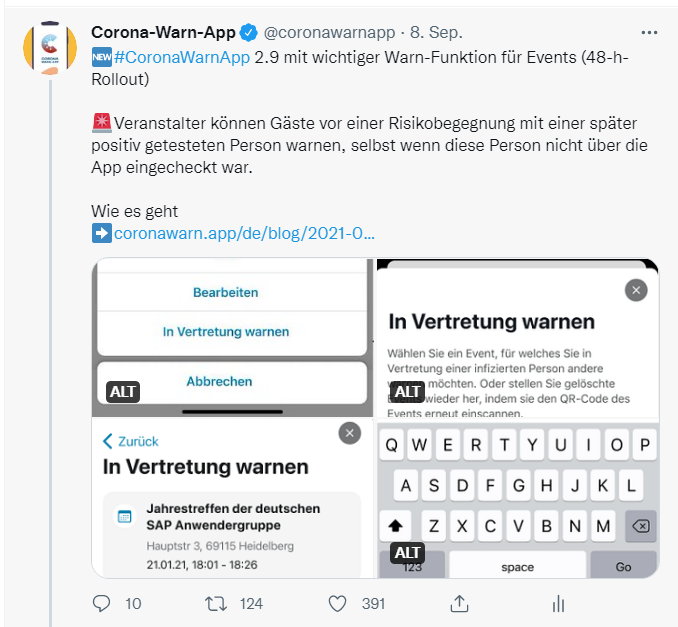 Corona-Warn-App @coronawarnapp · 8. Sep.
NEW #CoronaWarnApp 2.9 mit wichtiger Warn-Funktion für Events (48-h-
Rollout)
Veranstalter können Gäste vor einer Risikobegegnung mit einer später
positiv getesteten Person warnen, selbst wenn diese Person nicht über die
App eingecheckt war.
Wie es geht
coronawarn.app/de/blog/2021-0...
Bearbeiten
In Vertretung warnen
Abbrechen
ALT
In Vertretung warnen
Wählen Sie ein Event, für welches Sie in
Vertretung einer infizierten Person andere
möchten. Oder stellen Sie gelöschte
wieder her, indem sie den QR-Code des
Events erneut einscannen.
ALT
Zurück
In Vertretung warnen
Jahrestreffen der deutschen
SAP Anwendergruppe
Hauptstr 3, 69115 Heidelberg
21.01.21, 18:01 - 18:26
Q W E R T Y U I O P
A S D F G H J K L
Z X C V B N M
ALT
123 space Go
10 124 391